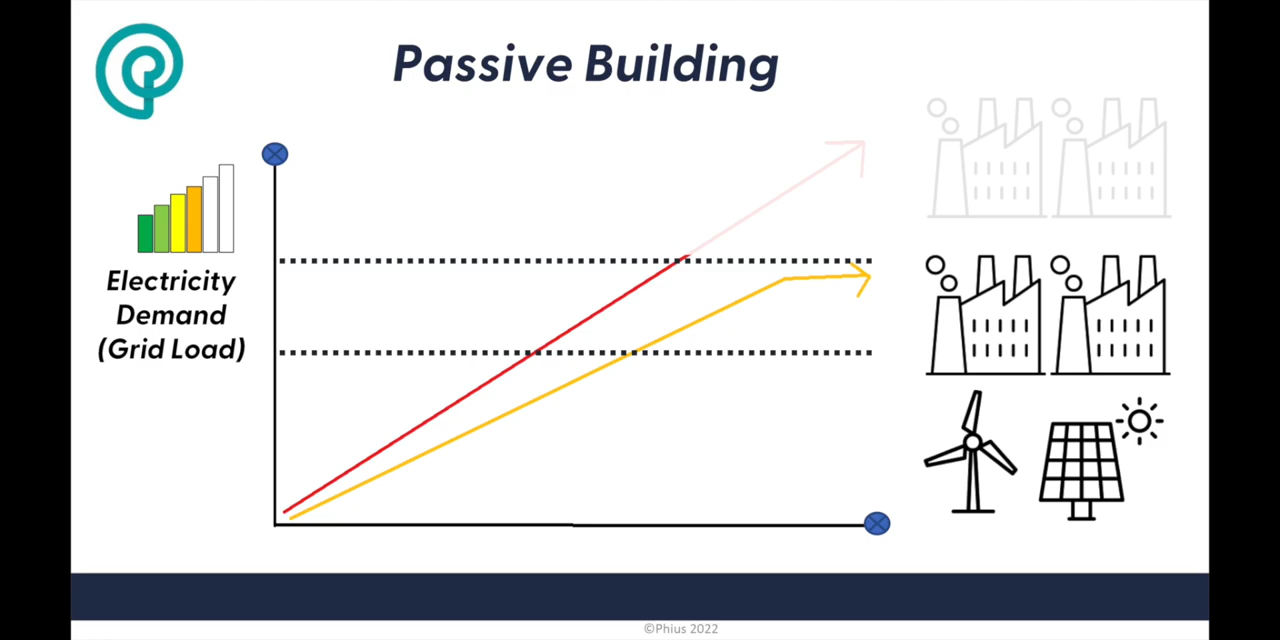 Passive Building
Electricity
Demand
(Grid Load)
©Phius 2022